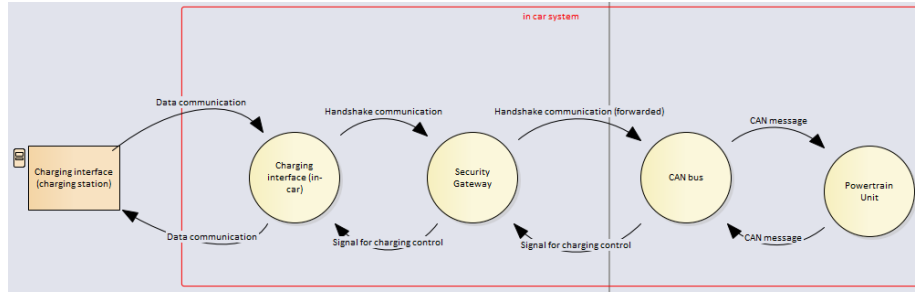 in car system
Data communication
Handshake communication
Handshake communication (forwarded)
CAN message
Charging interface
(charging station)
Charging
interface (in-
car)
Security
Gateway
CAN bus
Powertrain
Unit
Data communication
Signal for charging control
Signal for charging control
CAN message